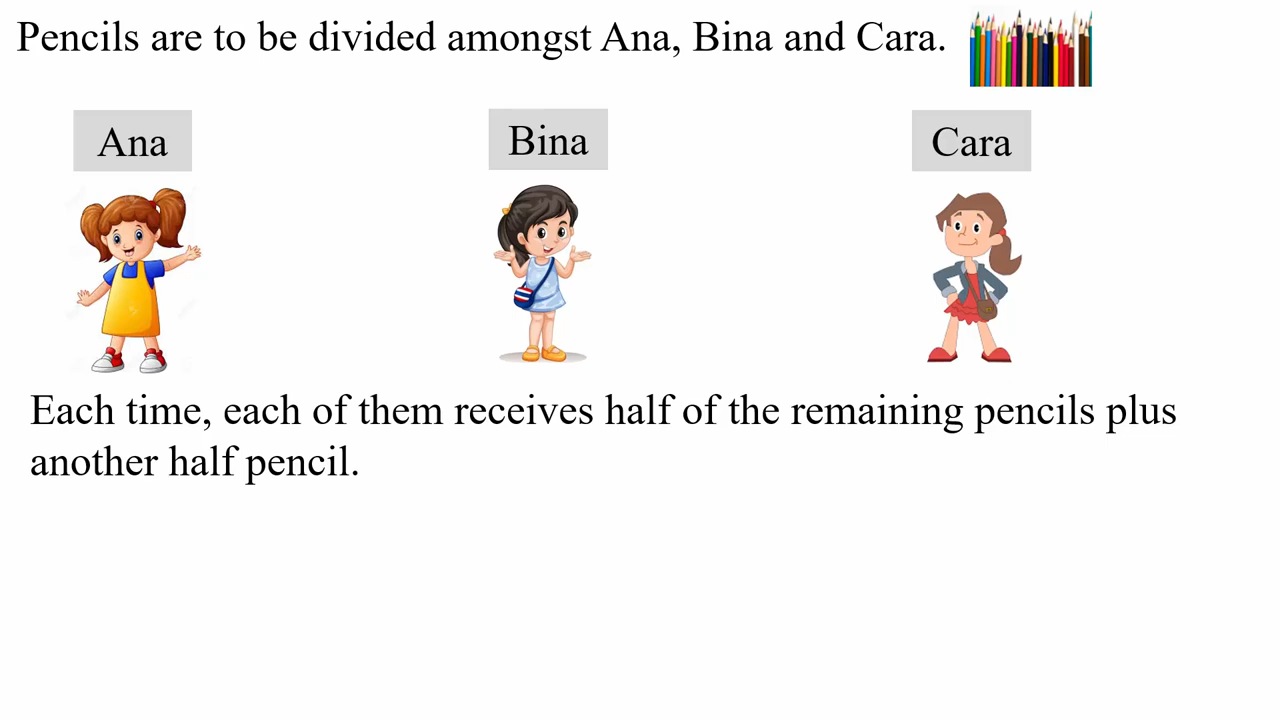 Pencils are to be divided amongst Ana, Bina and Cara.
Ana
Bina
Cara
Each time, each of them receives half of the remaining pencils plus
another half pencil.